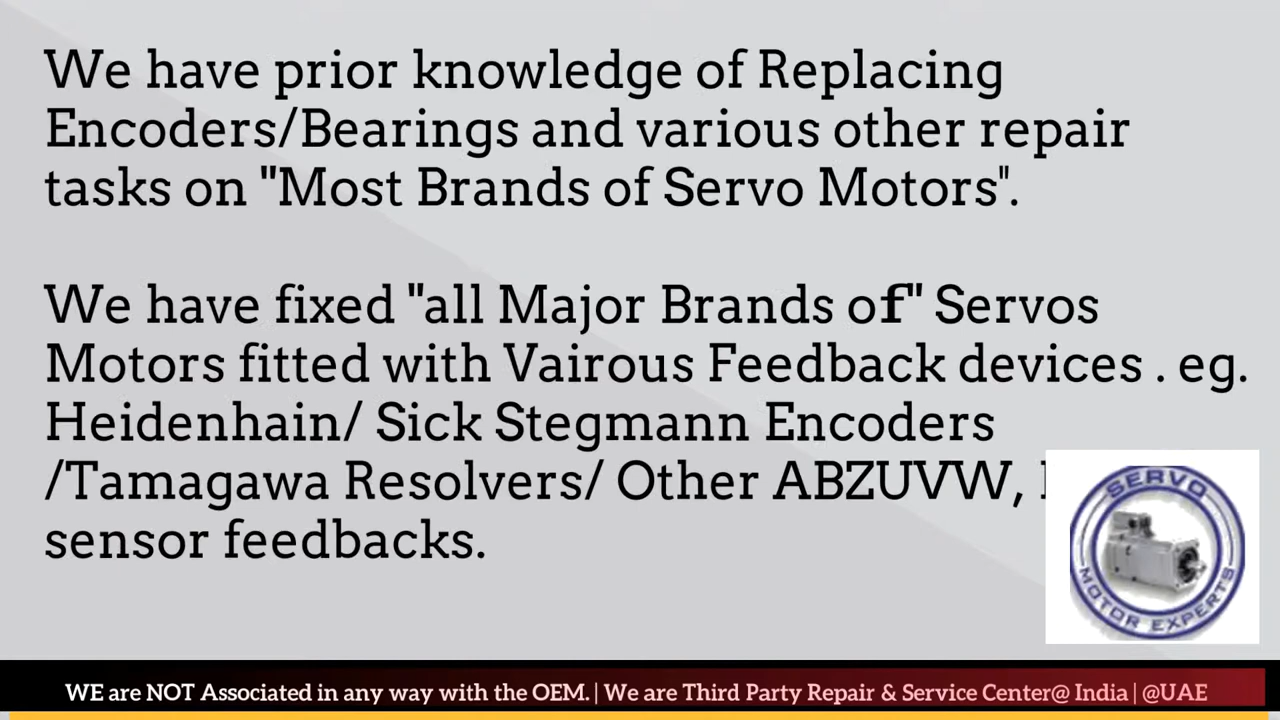 We have prior knowledge of Replacing
Encoders/Bearings and various other repair
tasks on "Most Brands of Servo Motors".
We have fixed "all Major Brands of" Servos
Motors fitted with Vairous Feedback devices . eg.
Heidenhain/ Sick Stegmann Encoders
/Tamagawa Resolvers/ Other ABZUVW,
sensor feedbacks.
SERVO
MOTOR EXPERTS
WE are NOT Associated in any way with the OEM. | We are Third Party Repair & Service Center@ India | @UAE